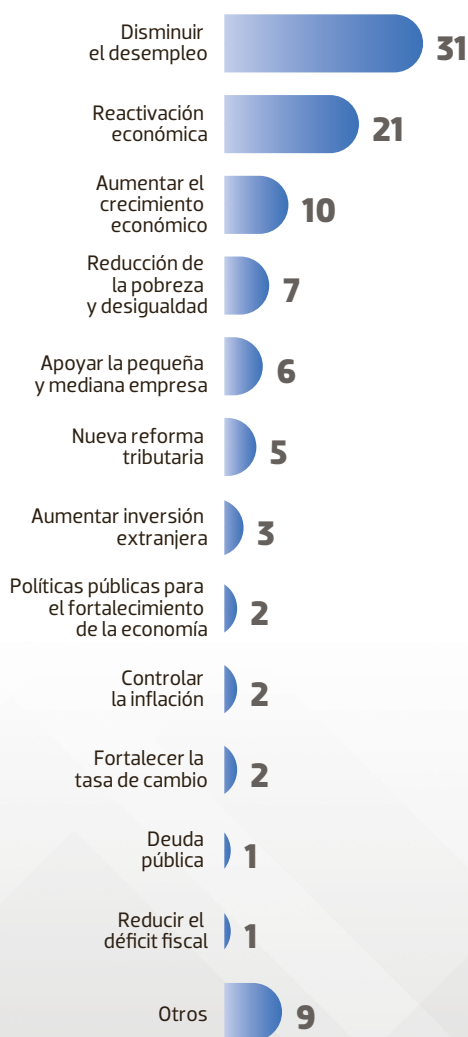 Disminuir
el desempleo
31
Reactivación
económica
21
Aumentar el
crecimiento
económico
10
Reducción de
la pobreza
y desigualdad
7
Apoyar la pequeña
y mediana empresa
6
Nueva reforma
tributaria
5
Aumentar inversión
extranjera
3
Políticas públicas para
el fortalecimiento
de la economía
2
Controlar
la inflación
2
Fortalecer la
tasa de cambio
2
Deuda
pública
1
Reducir el
déficit fiscal
1
Otros
9